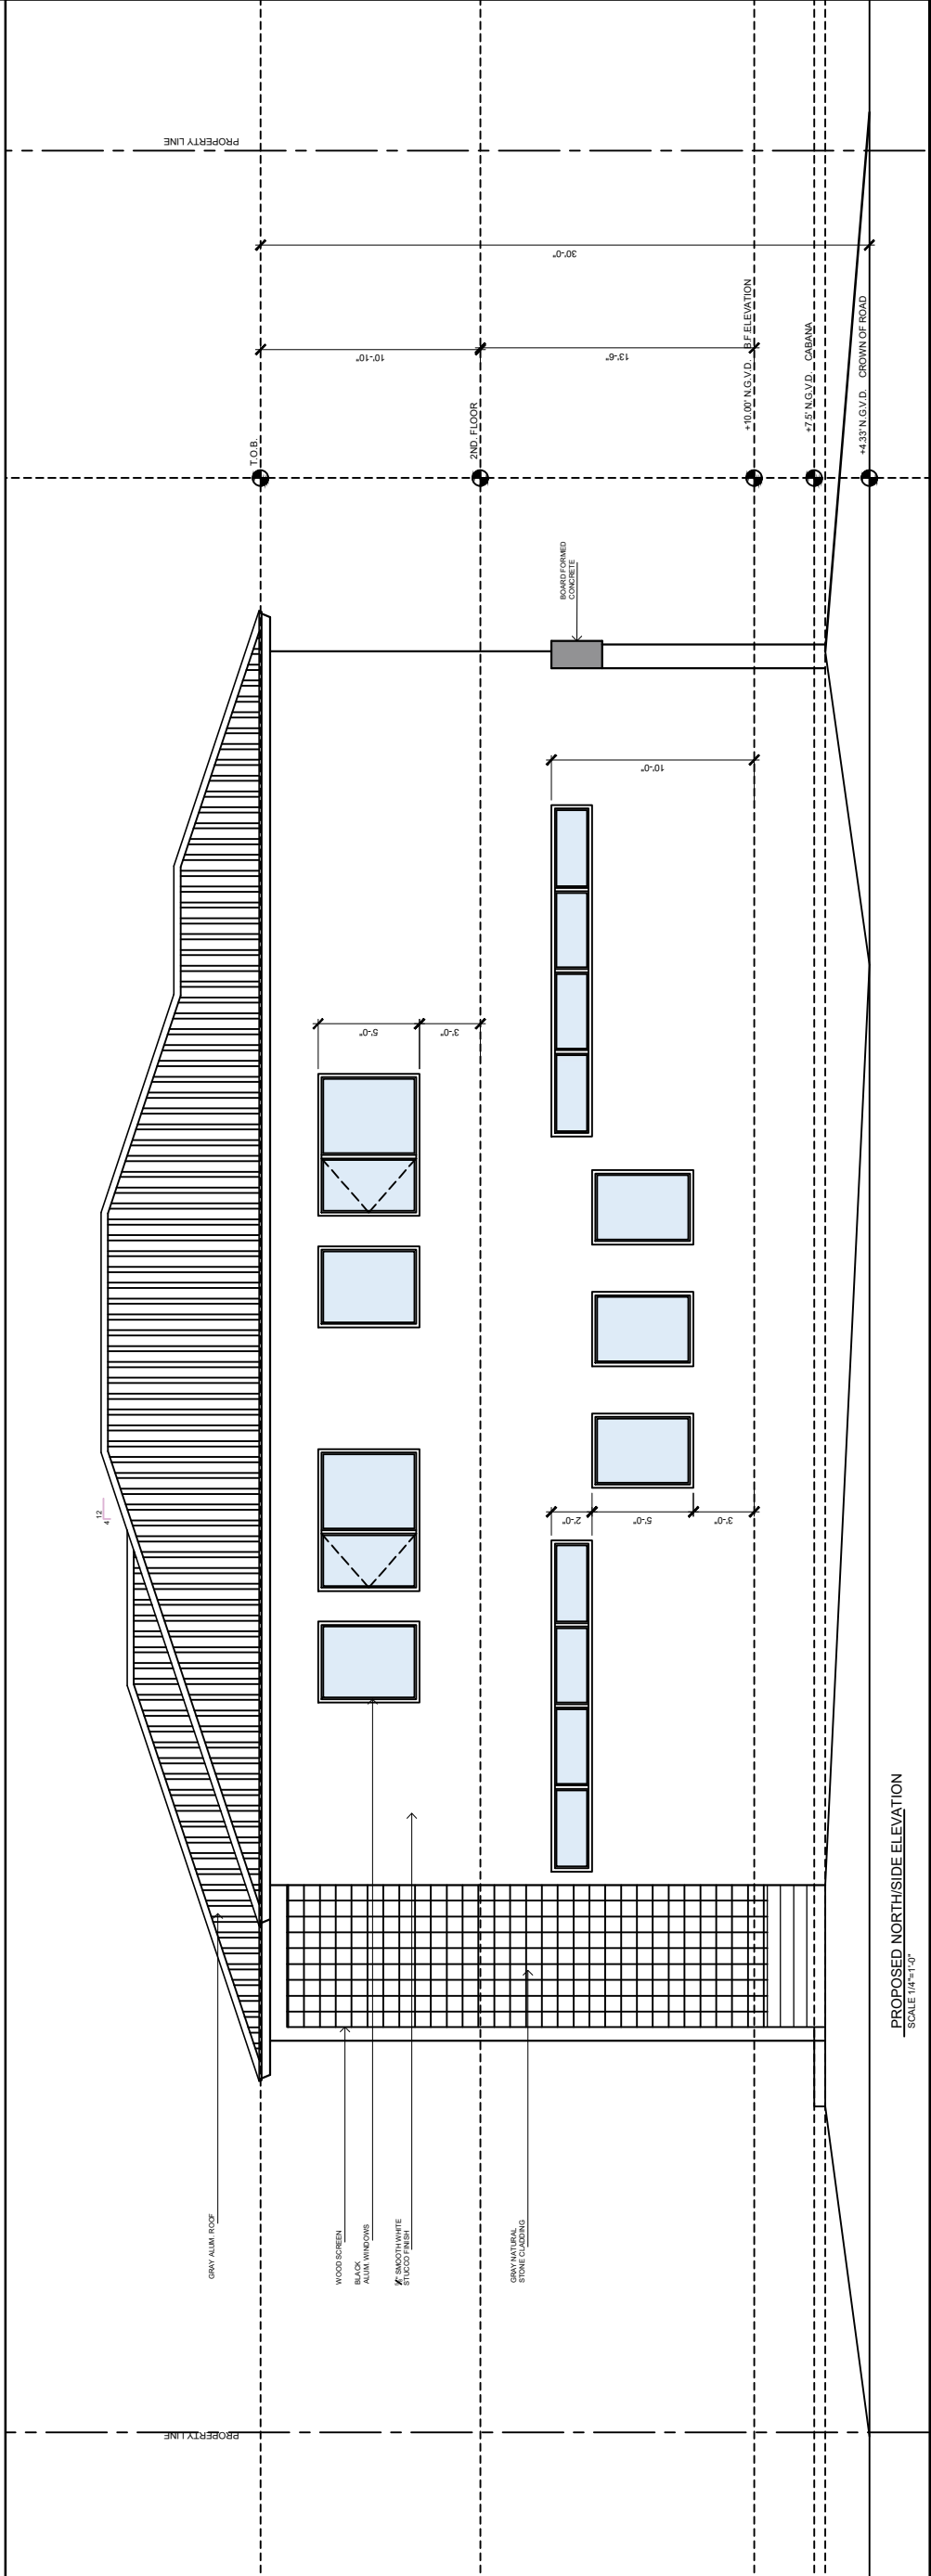 PROPERTY LINE
PROPERTY LINE
4
12
GRAY ALUM. ROOF
WOOD SCREEN
BLACK
ALUM. WINDOWS
SMOOTH WHITE
STUCCO FINISH
GRAY NATURAL
STONE CLADDING
5'-0"
3'-0"
2'-0"
5'-0"
3'-0"
10'-0"
BOARD FORMED
CONCRETE
T.O.B.
2ND. FLOOR
+10.00' N.G.V.D. B.F.ELEVATION
+7.5' N.G.V.D. CABANA
+4.33' N.G.V.D. CROWN OF ROAD
10'-10"
13'-6"
30'-0"
PROPOSED NORTH/SIDE ELEVATION
SCALE 1/4"=1'-0"